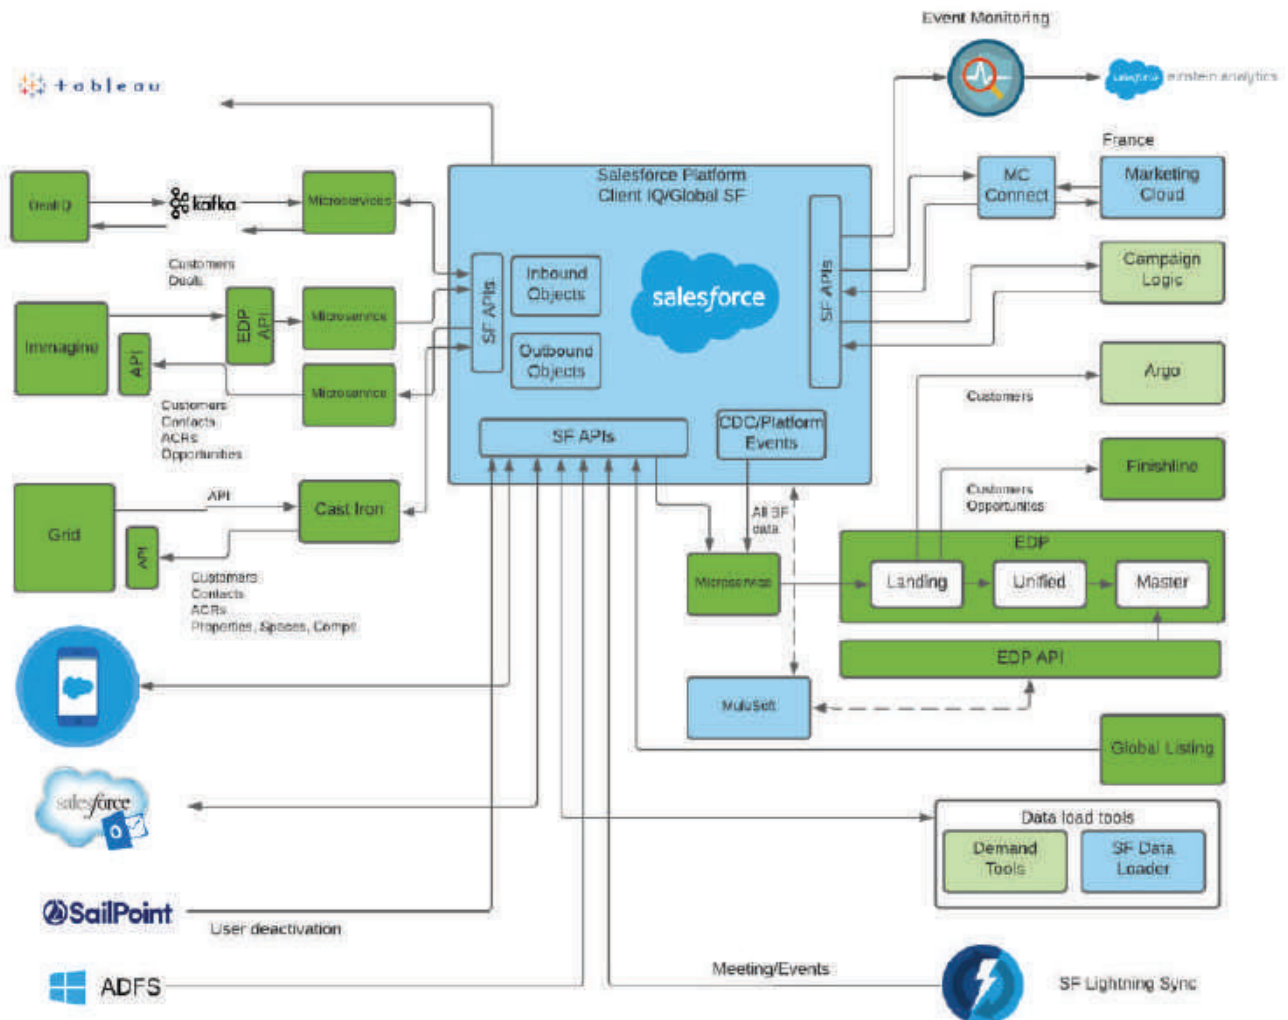 Event Monitoring
tableau
salesforce einstein analytics
France
Salesforce Platform
Client IQ/Global SF
MC
Connect
Marketing
Cloud
DealIQ
kafka
Microservices
Customers
Deals
Inbound
Objects
SF APIs
salesforce
SF APIs
Campaign
Logic
Immagine
EDP
API
Microservice
API
Outbound
Objects
Microservice
Argo
Customers
Customers
Contacts
ACRs
Opportunities
SF APIs
CDC/Platform
Events
Finishline
Customers
Opportunites
API
Grid
Cast Iron
API
All SF
data
EDP
Customers
Contacts
ACRs
Properties, Spaces, Comps
Microservice
Landing
Unified
Master
EDP API
MuluSoft
Global Listing
salesforce
Data load tools
Demand
Tools
SF Data
Loader
SailPoint
User deactivation
ADFS
Meeting/Events
SF Lightning Sync